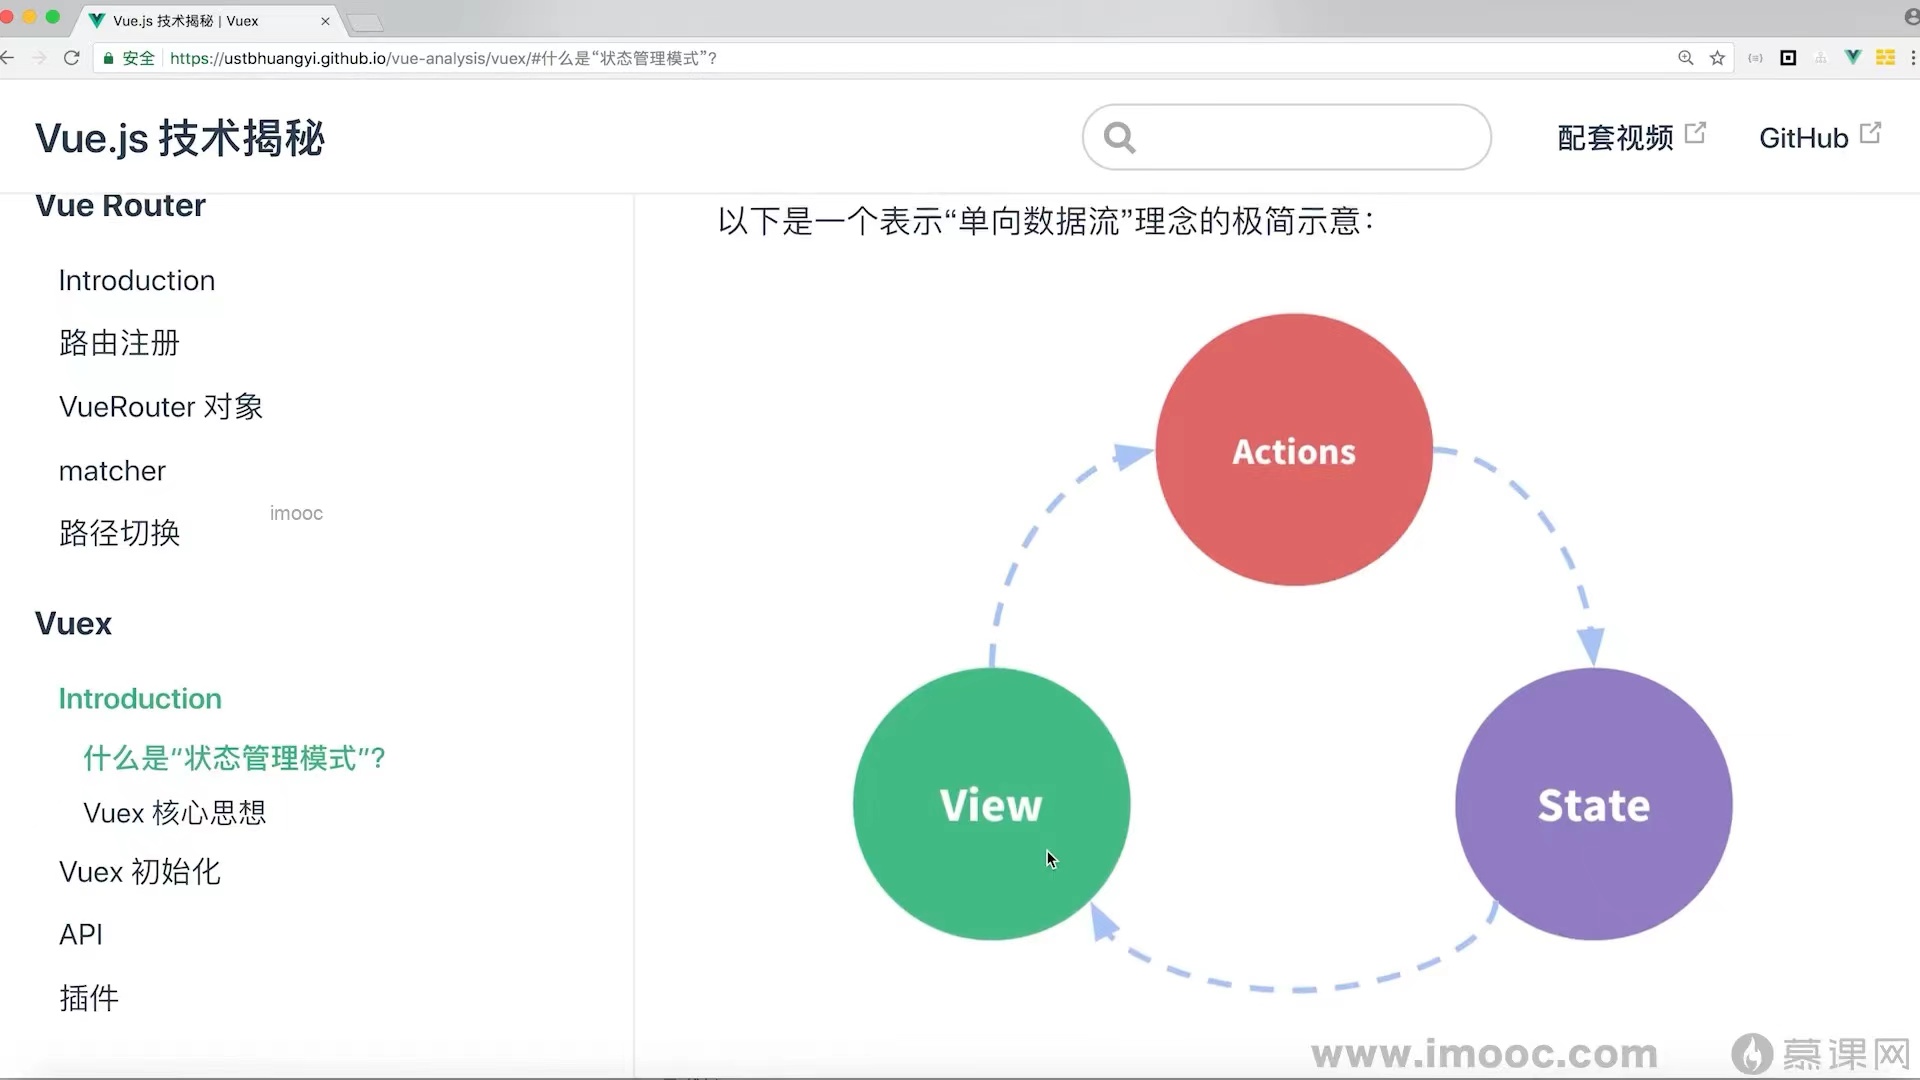 Vue.js 技术揭秘 | Vuex
安全 https://ustbhuangyi.github.io/vue-analysis/vuex/#什么是“状态管理模式”?
Vue.js 技术揭秘
配套视频
GitHub
Vue Router
Introduction
路由注册
VueRouter 对象
matcher
路径切换
imooc
Vuex
Introduction
什么是“状态管理模式”?
Vuex 核心思想
Vuex 初始化
API
插件
以下是一个表示“单向数据流”理念的极简示意：
Actions
View
State
www.imooc.com
慕课网